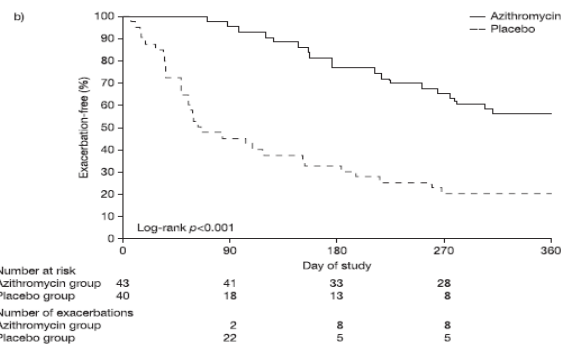 b)
Azithromycin
Placebo
Exacerbation-free (%)
100
90
80
70
60
50
40
30
20
10
0
Log-rank p<0.001
0 90 180 270 360
Day of study
Number at risk
Azithromycin group 43 41 33 28
Placebo group 40 18 13 8
Number of exacerbations
Azithromycin group 2 8 8
Placebo group 22 5 5